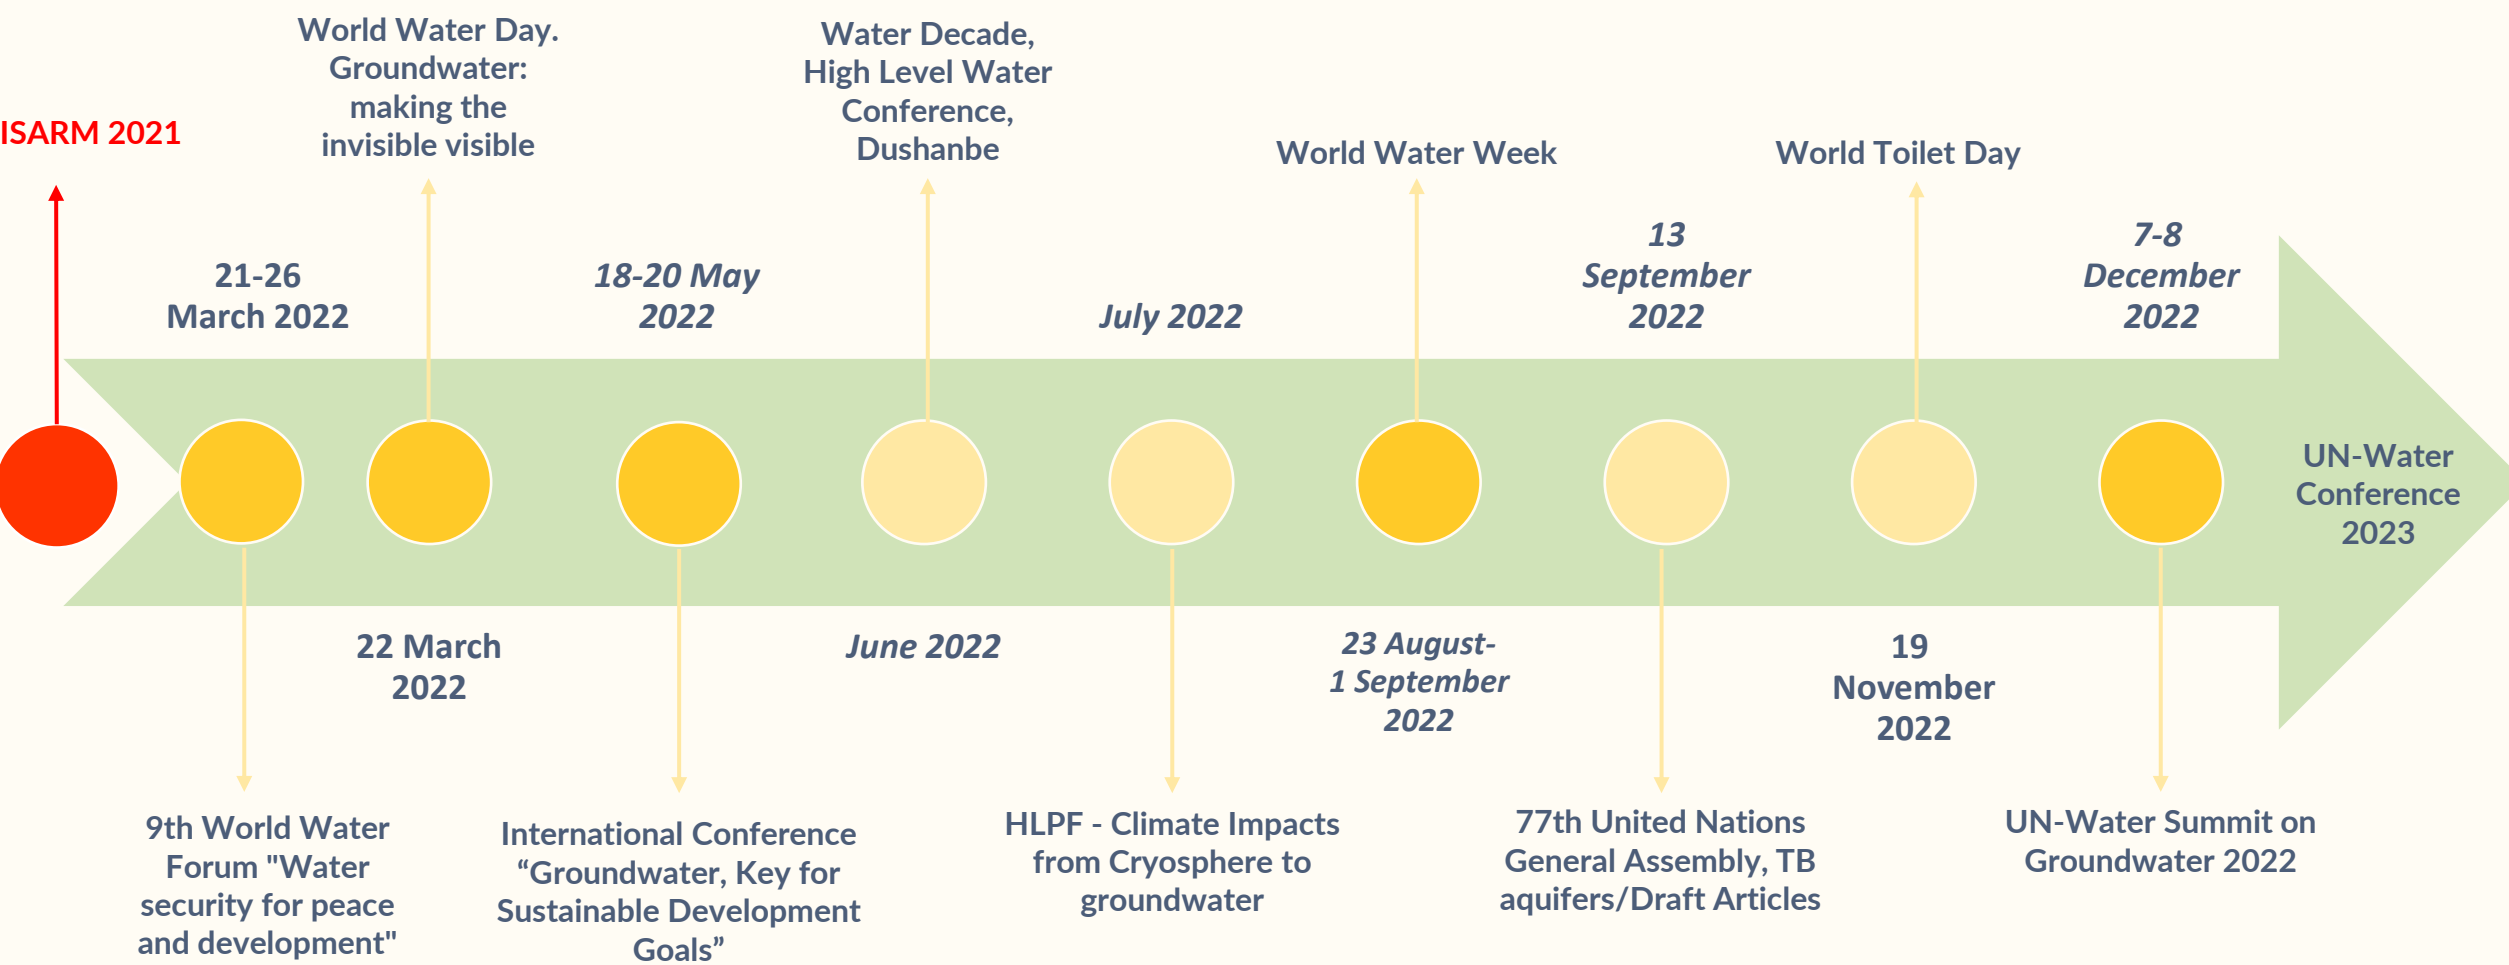 ISARM 2021
21-26
March 2022
9th World Water
Forum "Water
security for peace
and development"
World Water Day.
Groundwater:
making the
invisible visible
22 March
2022
18-20 May
2022
International Conference
“Groundwater, Key for
Sustainable Development
Goals”
Water Decade,
High Level Water
Conference,
Dushanbe
June 2022
July 2022
HLPF - Climate Impacts
from Cryosphere to
groundwater
World Water Week
23 August-
1 September
2022
13
September
2022
77th United Nations
General Assembly, TB
aquifers/Draft Articles
World Toilet Day
19
November
2022
7-8
December
2022
UN-Water Summit on
Groundwater 2022
UN-Water
Conference
2023